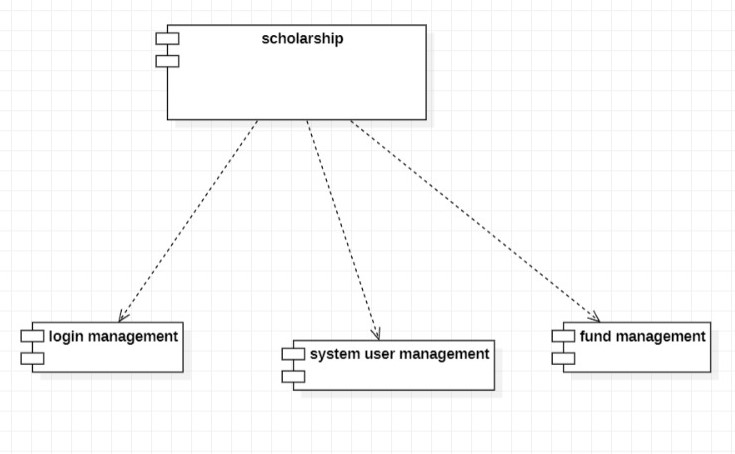 scholarship
login management
system user management
fund management